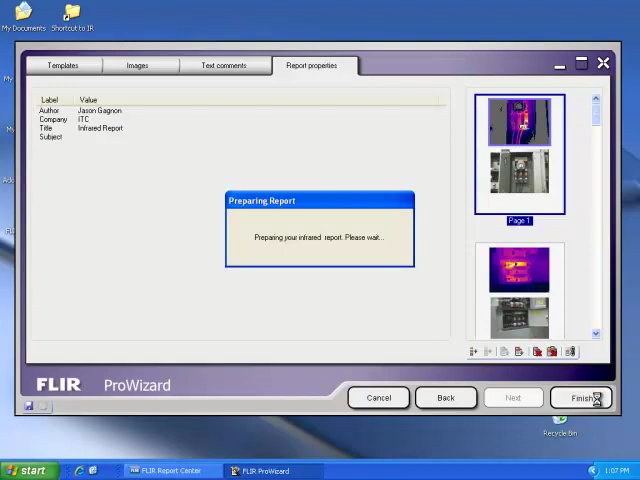 My Documents
Shortcut to IR
Templates
Images
Text comments
Report properties
Label Value
Author Jason Gagnon
Company ITC
Title Infrared Report
Subject
Preparing Report
Preparing your infrared report. Please wait...
Page 1
FLIR ProWizard
Cancel
Back
Next
Finish
Recycle Bin
start
FLIR Report Center
FLIR ProWizard
1:07 PM